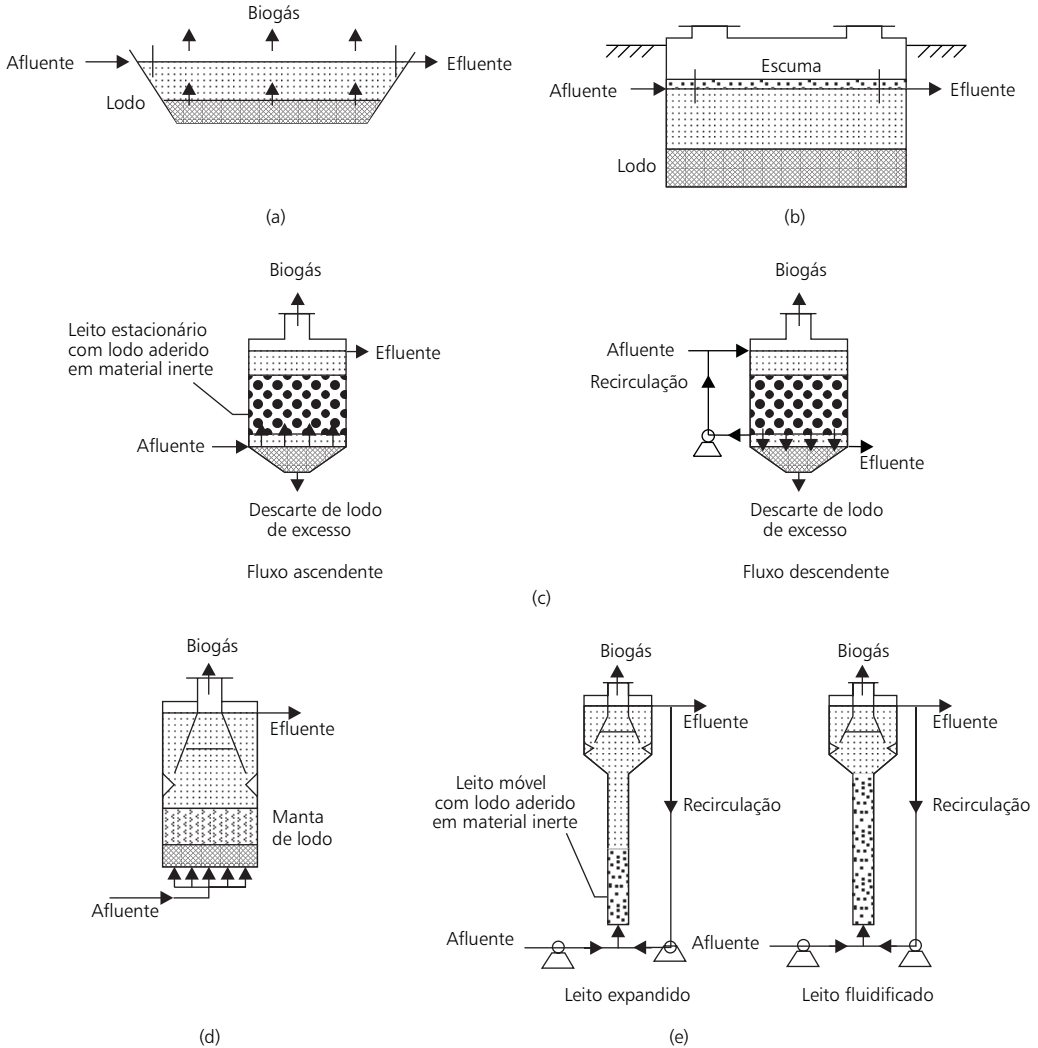 Biogás
Afluente
Efluente
Lodo
(a)
Escuma
Afluente
Efluente
Lodo
(b)
Biogás
Leito estacionário
com lodo aderido
em material inerte
Efluente
Afluente
Descarte de lodo
de excesso
Fluxo ascendente
Biogás
Afluente
Recirculação
Efluente
Descarte de lodo
de excesso
Fluxo descendente
(c)
Biogás
Efluente
Manta
de lodo
Afluente
(d)
Biogás
Efluente
Leito móvel
com lodo aderido
em material inerte
Recirculação
Afluente
Leito expandido
Biogás
Efluente
Recirculação
Afluente
Leito fluidificado
(e)